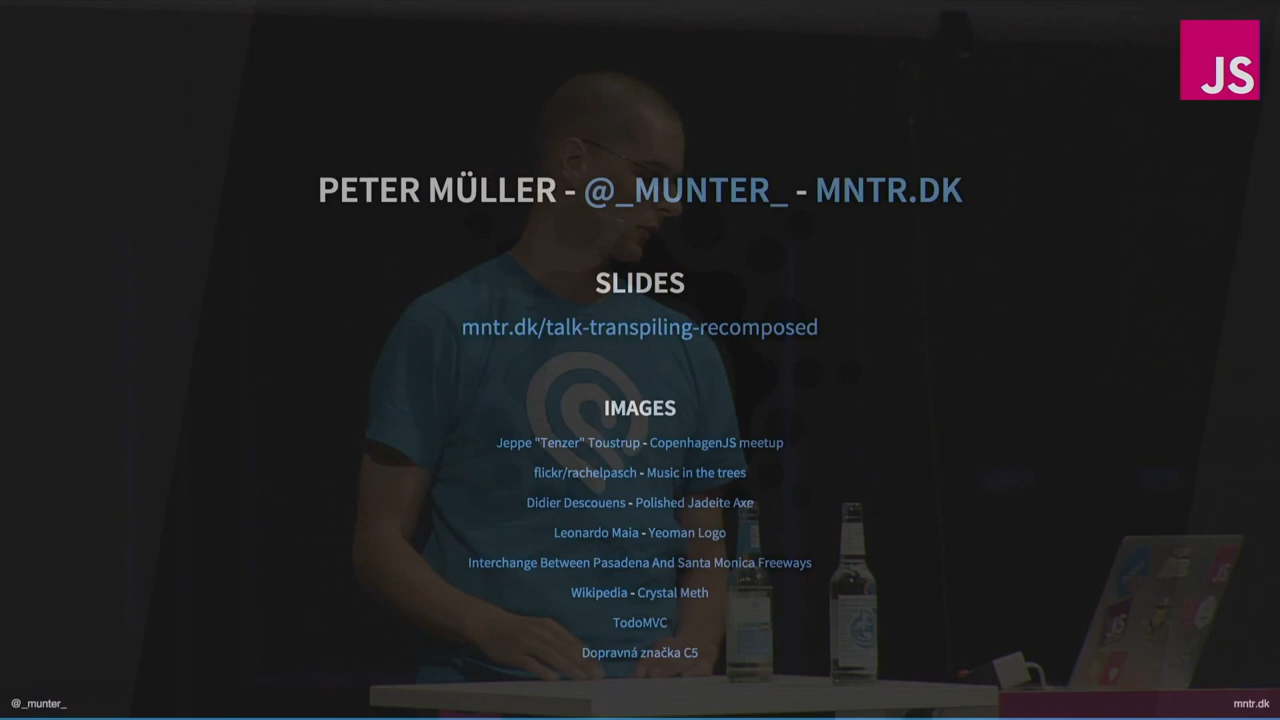 JS
PETER MÜLLER - @_MUNTER_ - MNTR.DK
SLIDES
mntr.dk/talk-transpiling-recomposed
IMAGES
Jeppe "Tenzer" Toustrup - CopenhagenJS meetup
flickr/rachelpasch - Music in the trees
Didier Descouens - Polished Jadeite Axe
Leonardo Maia - Yeoman Logo
Interchange Between Pasadena And Santa Monica Freeways
Wikipedia - Crystal Meth
TodoMVC
Dopravná značka C5
JS
JS
@_munter_
mntr.dk